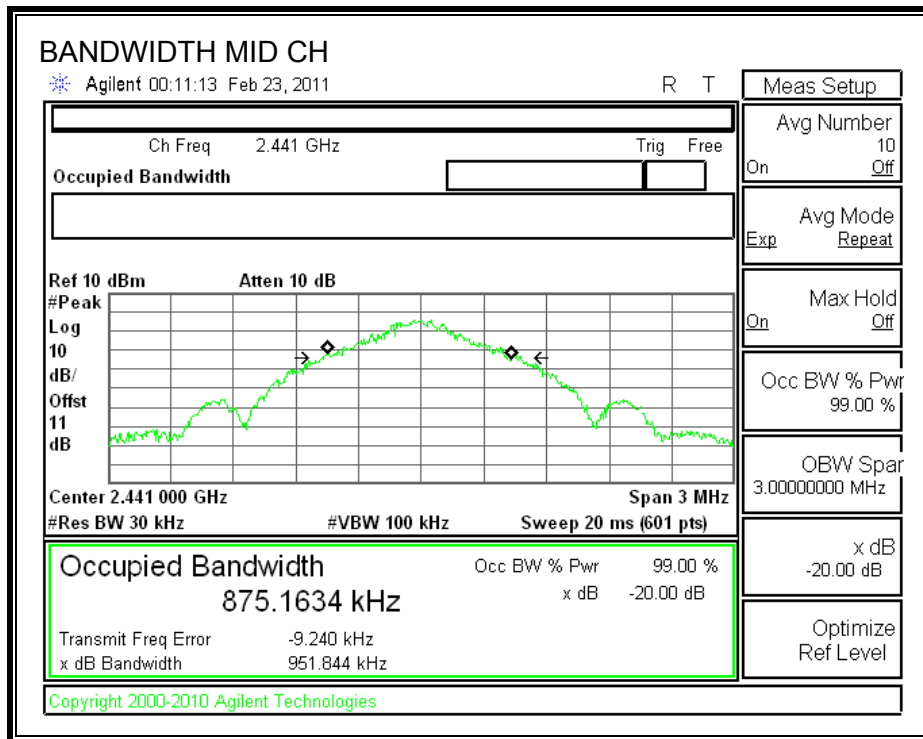 BANDWIDTH MID CH
Agilent 00:11:13 Feb 23, 2011 R T
Ch Freq 2.441 GHz Trig Free
Occupied Bandwidth
Ref 10 dBm Atten 10 dB
#Peak
Log
10
dB/
Offst
11
dB
Center 2.441 000 GHz Span 3 MHz
#Res BW 30 kHz #VBW 100 kHz Sweep 20 ms (601 pts)
Occupied Bandwidth Occ BW % Pwr 99.00 %
875.1634 kHz x dB -20.00 dB
Transmit Freq Error -9.240 kHz
x dB Bandwidth 951.844 kHz
Copyright 2000-2010 Agilent Technologies
Meas Setup
Avg Number
10
On Off
Avg Mode
Exp Repeat
Max Hold
On Off
Occ BW % Pwr
99.00 %
OBW Spar
3.00000000 MHz
x dB
-20.00 dB
Optimize
Ref Level